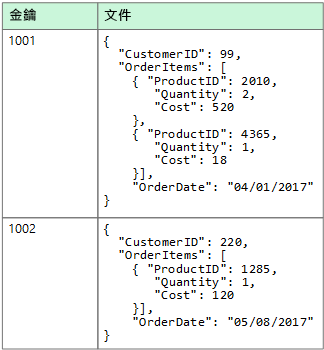 金鑰 文件
1001
{
  "CustomerID": 99,
  "OrderItems": [
    { "ProductID": 2010,
       "Quantity": 2,
       "Cost": 520
    },
    { "ProductID": 4365,
       "Quantity": 1,
       "Cost": 18
    }],
    "OrderDate": "04/01/2017"
}
1002
{
  "CustomerID": 220,
  "OrderItems": [
    { "ProductID": 1285,
       "Quantity": 1,
       "Cost": 120
    }],
    "OrderDate": "05/08/2017"
}